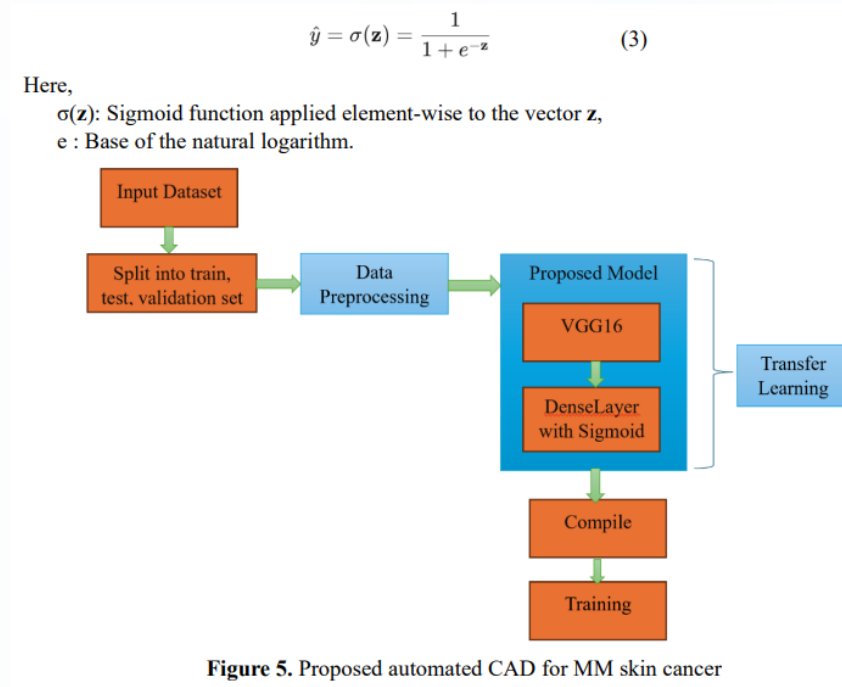 ŷ = σ(𝐳) = 1 / (1 + e^{−𝐳}) (3)
Here,
σ(𝐳): Sigmoid function applied element-wise to the vector 𝐳,
e : Base of the natural logarithm.
Input Dataset
Split into train,
test, validation set
Data
Preprocessing
Proposed Model
VGG16
DenseLayer
with Sigmoid
Transfer
Learning
Compile
Training
Figure 5. Proposed automated CAD for MM skin cancer